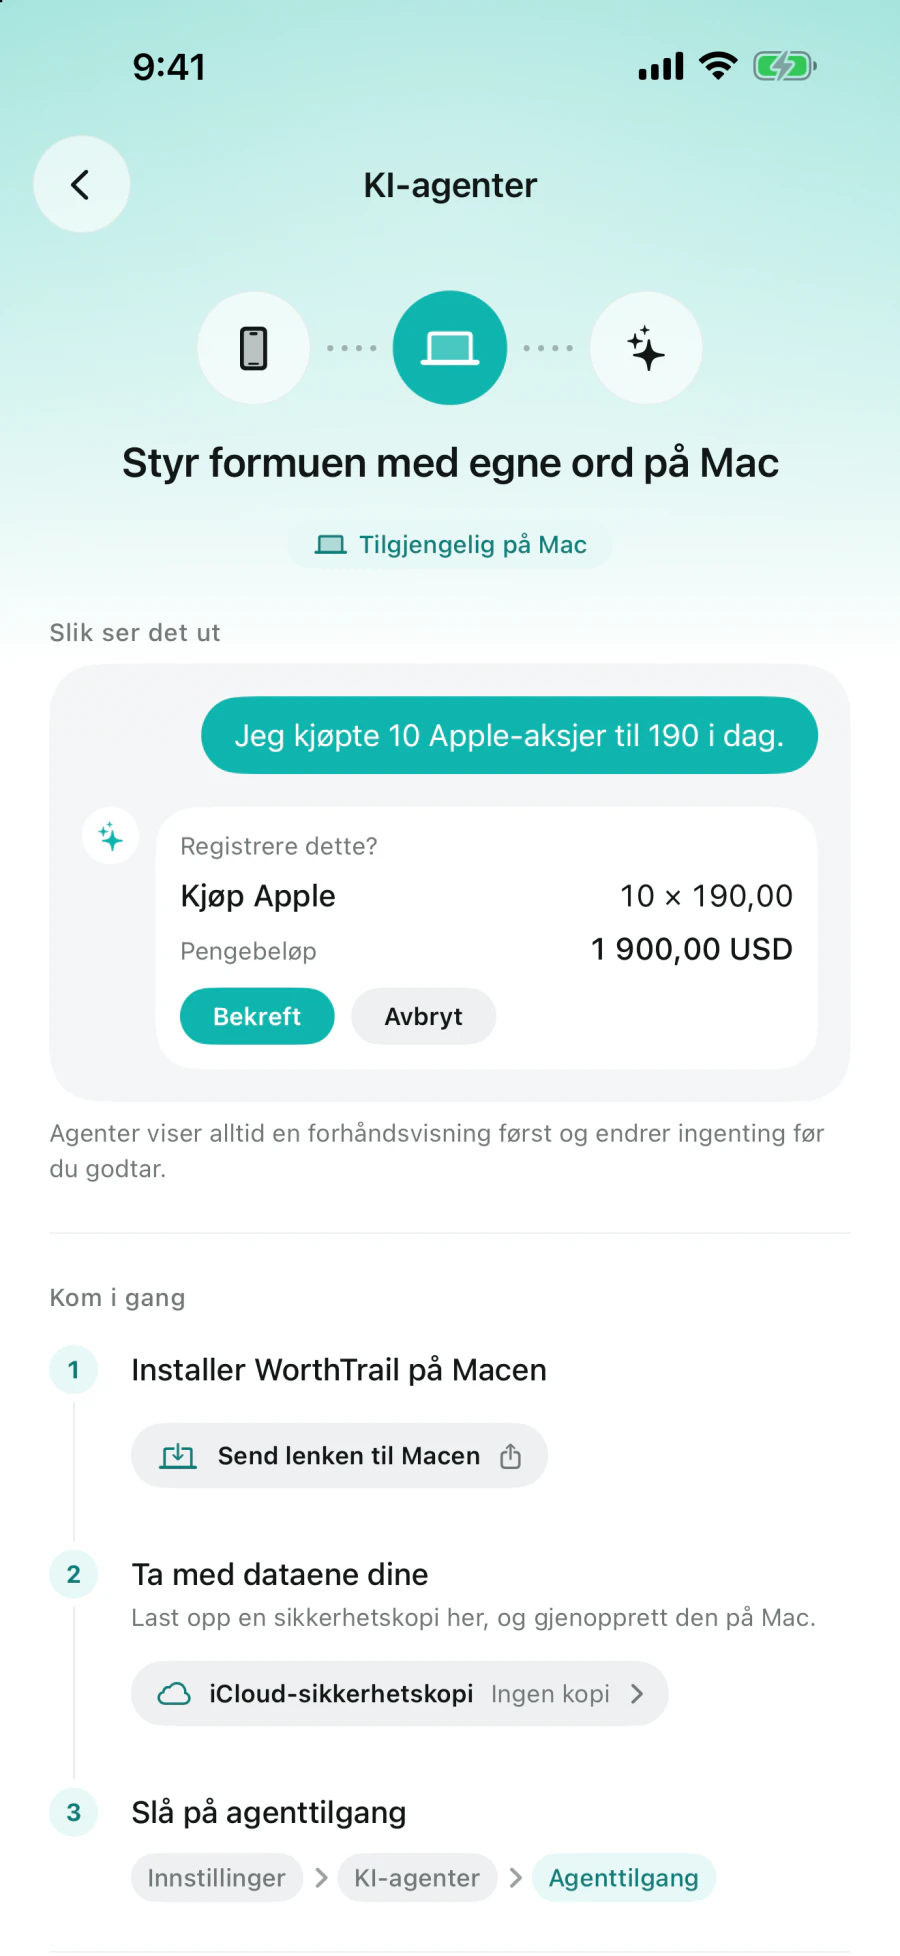 9:41
KI-agenter
Styr formuen med egne ord på Mac
Tilgjengelig på Mac
Slik ser det ut
Jeg kjøpte 10 Apple-aksjer til 190 i dag.
Registrere dette?
Kjøp Apple 10 × 190,00
Pengebeløp 1 900,00 USD
Bekreft Avbryt
Agenter viser alltid en forhåndsvisning først og endrer ingenting før
du godtar.
Kom i gang
1 Installer WorthTrail på Macen
Send lenken til Macen
2 Ta med dataene dine
Last opp en sikkerhetskopi her, og gjenopprett den på Mac.
iCloud-sikkerhetskopi Ingen kopi
3 Slå på agenttilgang
Innstillinger KI-agenter Agenttilgang